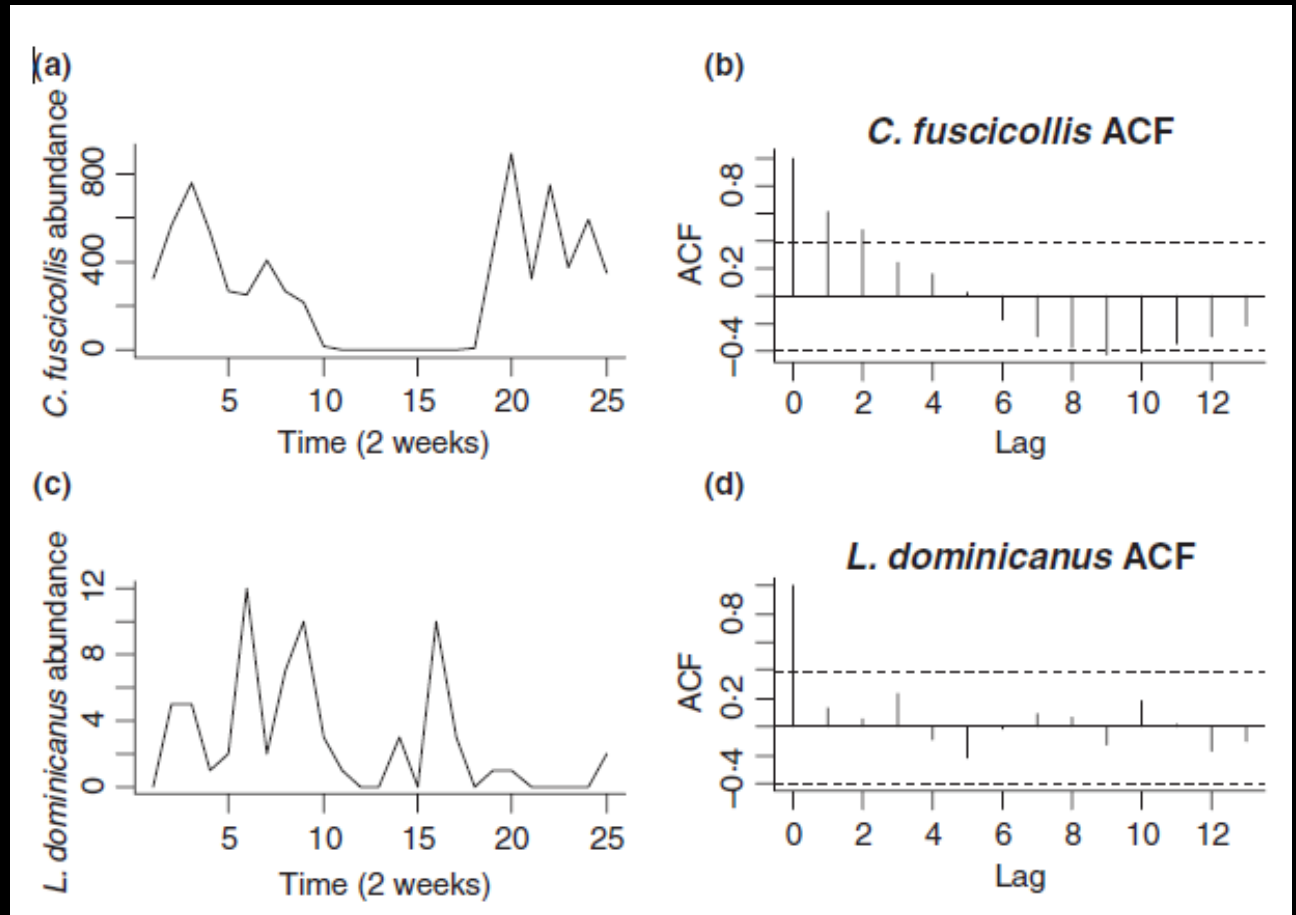 (a)
C. fuscicollis abundance
0 400 800
5 10 15 20 25
Time (2 weeks)
(b)
C. fuscicollis ACF
ACF
−0·4 0·2 0·8
0 2 4 6 8 10 12
Lag
(c)
L. dominicanus abundance
0 4 8 12
5 10 15 20 25
Time (2 weeks)
(d)
L. dominicanus ACF
ACF
−0·4 0·2 0·8
0 2 4 6 8 10 12
Lag